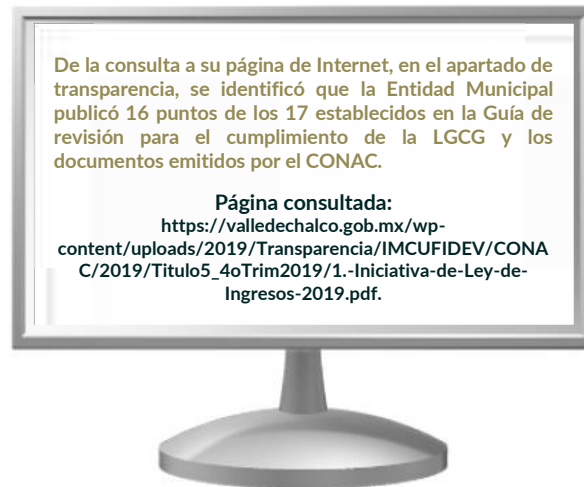 De la consulta a su página de Internet, en el apartado de
transparencia, se identificó que la Entidad Municipal
publicó 16 puntos de los 17 establecidos en la Guía de
revisión para el cumplimiento de la LGCG y los
documentos emitidos por el CONAC.
Página consultada:
https://valledechalco.gob.mx/wp-
content/uploads/2019/Transparencia/IMCUFIDEV/CONA
C/2019/Titulo5_4oTrim2019/1.-Iniciativa-de-Ley-de-
Ingresos-2019.pdf.